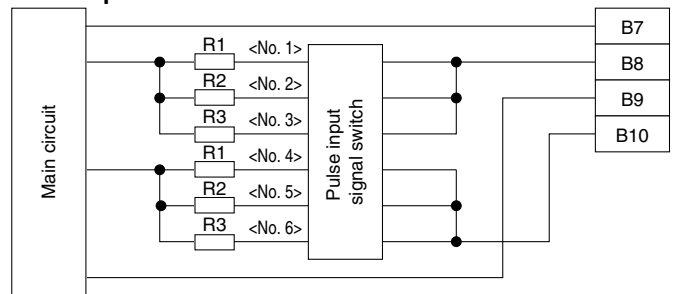 Main circuit
R1 <No. 1>
R2 <No. 2>
R3 <No. 3>
R1 <No. 4>
R2 <No. 5>
R3 <No. 6>
Pulse input
signal switch
B7
B8
B9
B10